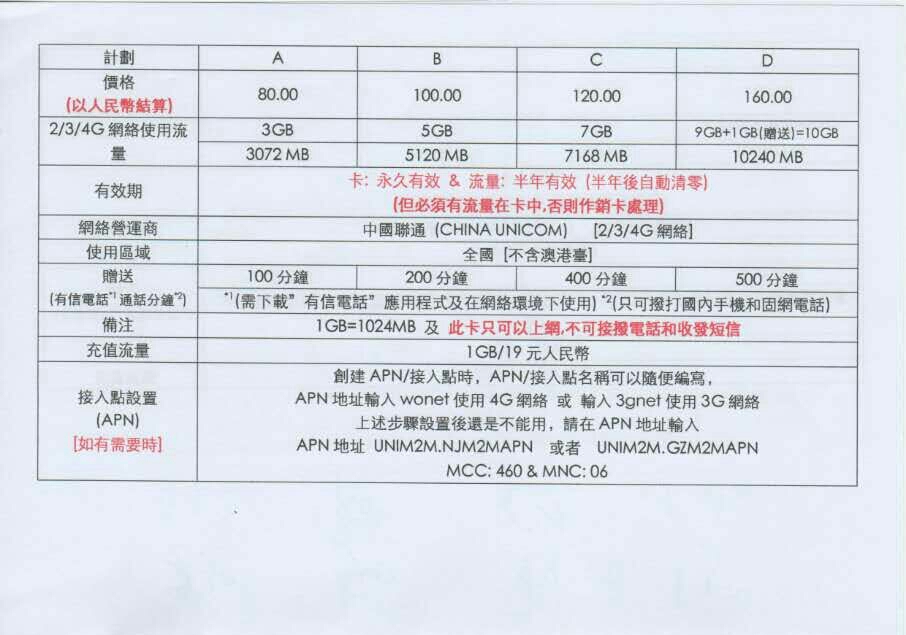 計劃 A B C D
價格
(以人民幣結算) 80.00 100.00 120.00 160.00
2/3/4G 網絡使用流量 3GB 5GB 7GB 9GB+1GB(贈送)=10GB
3072 MB 5120 MB 7168 MB 10240 MB
有效期 卡: 永久有效 & 流量: 半年有效 (半年後自動清零)
(但必須有流量在卡中,否則作銷卡處理)
網絡營運商 中國聯通 (CHINA UNICOM) [2/3/4G 網絡]
使用區域 全國 [不含澳港臺]
贈送 100 分鐘 200 分鐘 400 分鐘 500 分鐘
(有信電話*1 通話分鐘*2) *1(需下載" 有信電話" 應用程式及在網絡環境下使用) *2(只可撥打國內手機和固網電話)
備注 1GB=1024MB 及 此卡只可以上網,不可接撥電話和收發短信
充值流量 1GB/19 元人民幣
接入點設置
(APN)
[如有需要時]
創建 APN/接入點時, APN/接入點名稱可以隨便編寫,
APN 地址輸入 wonet 使用 4G 網絡 或 輸入 3gnet 使用 3G 網絡
上述步驟設置後還是不能用, 請在 APN 地址輸入
APN 地址 UNIM2M.NJM2MAPN 或者 UNIM2M.GZM2MAPN
MCC: 460 & MNC: 06